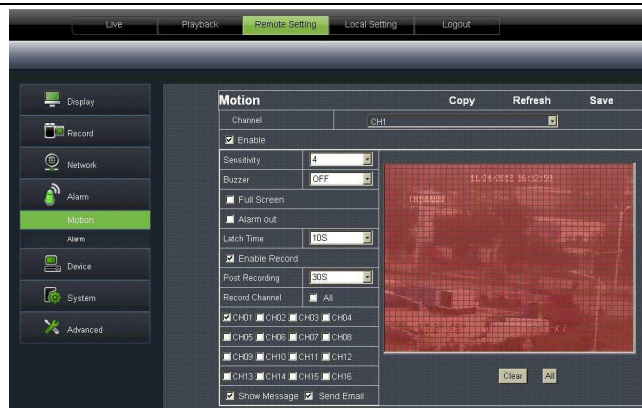 Live Playback Remote Setting Local Setting Logout
Display
Record
Network
Alarm
Motion
Alarm
Device
System
Advanced
Motion Copy Refresh Save
Channel CH1
Enable
Sensitivity 4
Buzzer OFF
Full Screen
Alarm out
Latch Time 10S
Enable Record
Post Recording 30S
Record Channel All
CH01 CH02 CH03 CH04
CH05 CH06 CH07 CH08
CH09 CH10 CH11 CH12
CH13 CH14 CH15 CH16
Show Message Send Email
Clear All